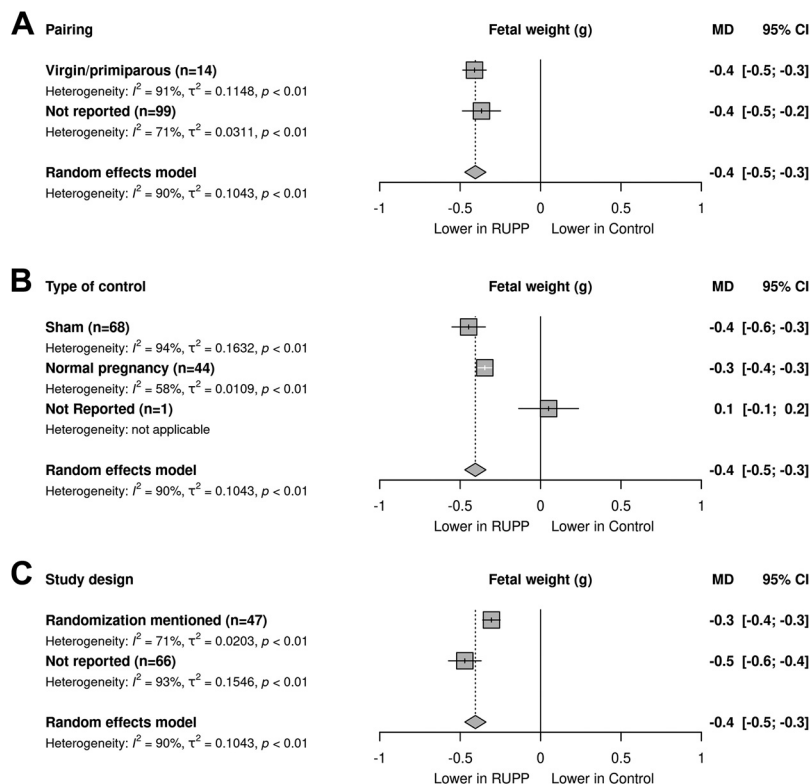 A Pairing Fetal weight (g) MD 95% CI
Virgin/primiparous (n=14) -0.4 [-0.5; -0.3]
Heterogeneity: I² = 91%, τ² = 0.1148, p < 0.01
Not reported (n=99) -0.4 [-0.5; -0.2]
Heterogeneity: I² = 71%, τ² = 0.0311, p < 0.01
Random effects model -0.4 [-0.5; -0.3]
Heterogeneity: I² = 90%, τ² = 0.1043, p < 0.01
-1 -0.5 0 0.5 1
Lower in RUPP Lower in Control
B Type of control Fetal weight (g) MD 95% CI
Sham (n=68) -0.4 [-0.6; -0.3]
Heterogeneity: I² = 94%, τ² = 0.1632, p < 0.01
Normal pregnancy (n=44) -0.3 [-0.4; -0.3]
Heterogeneity: I² = 58%, τ² = 0.0109, p < 0.01
Not Reported (n=1) 0.1 [-0.1; 0.2]
Heterogeneity: not applicable
Random effects model -0.4 [-0.5; -0.3]
Heterogeneity: I² = 90%, τ² = 0.1043, p < 0.01
-1 -0.5 0 0.5 1
Lower in RUPP Lower in Control
C Study design Fetal weight (g) MD 95% CI
Randomization mentioned (n=47) -0.3 [-0.4; -0.3]
Heterogeneity: I² = 71%, τ² = 0.0203, p < 0.01
Not reported (n=66) -0.5 [-0.6; -0.4]
Heterogeneity: I² = 93%, τ² = 0.1546, p < 0.01
Random effects model -0.4 [-0.5; -0.3]
Heterogeneity: I² = 90%, τ² = 0.1043, p < 0.01
-1 -0.5 0 0.5 1
Lower in RUPP Lower in Control